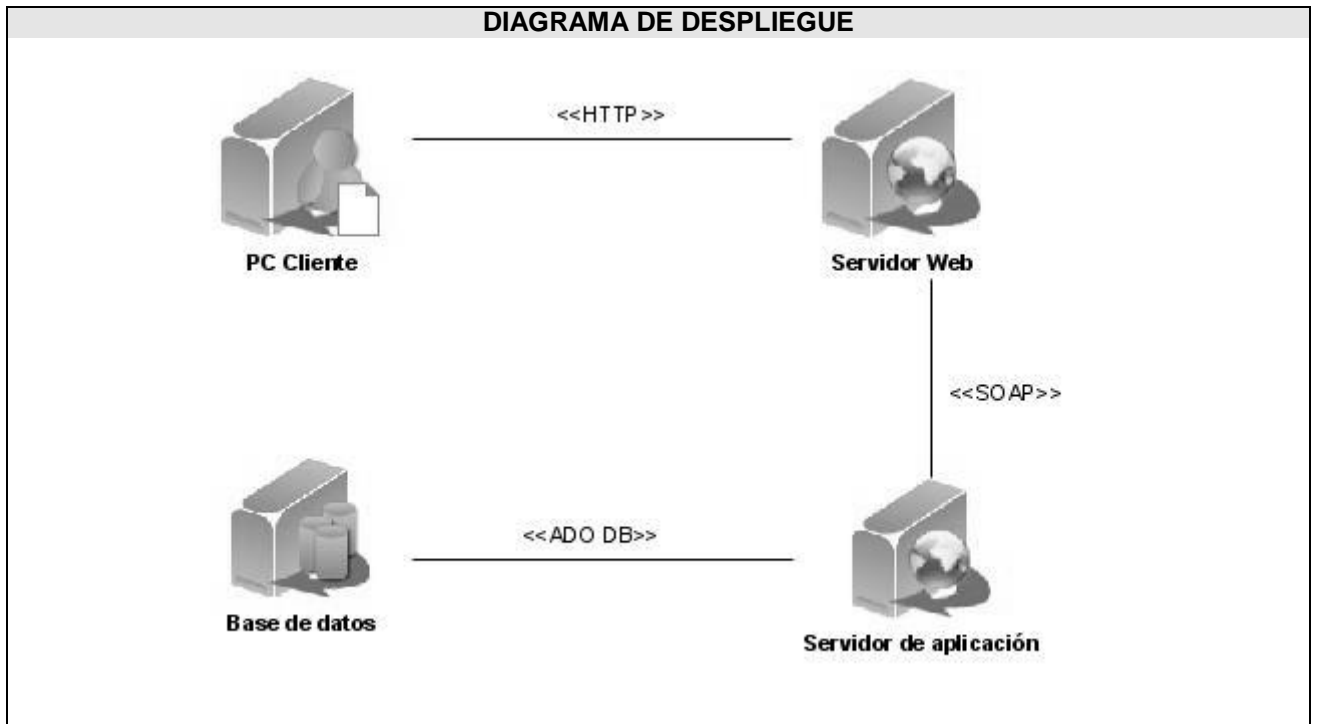 DIAGRAMA DE DESPLIEGUE
<<HTTP>>
PC Cliente
Servidor Web
<<SOAP>>
<<ADO DB>>
Base de datos
Servidor de aplicación